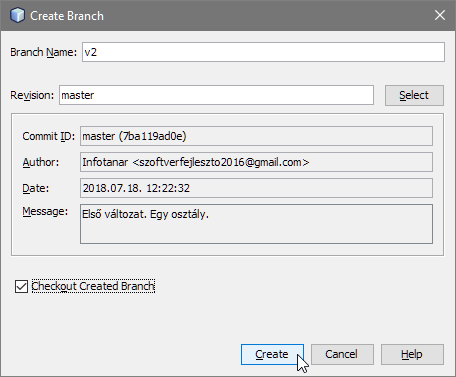 Create Branch
Branch Name: v2
Revision: master Select
Commit ID: master (7ba119ad0e)
Author: Infotanar <szoftverfejleszto2016@gmail.com>
Date: 2018.07.18. 12:22:32
Message: Első változat. Egy osztály.
Checkout Created Branch
Create Cancel Help